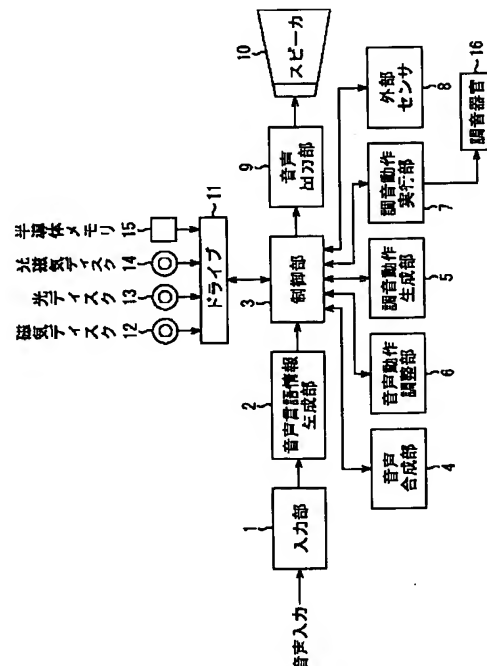 磁気ディスク 12
光ディスク 13
光磁気ディスク 14
半導体メモリ 15
ドライブ
11
音声入力
1
入力部
2
音声言語情報
生成部
3
制御部
9
音声
出力部
10
スピーカ
音声
合成部
4
音声動作
調整部
6
調音動作
生成部
5
調音動作
実行部
7
外部
センサ
8
調音器官
16